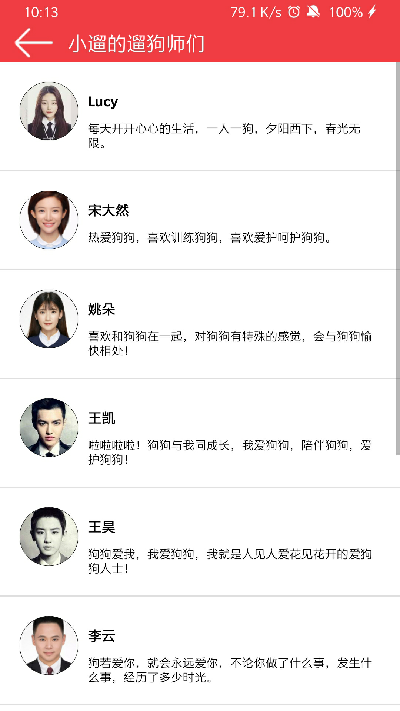 10:13 79.1 K/s 100%
小遛的遛狗师们
Lucy
每天开开心心的生活，一人一狗，夕阳西下，春光无
限。
宋大然
热爱狗狗，喜欢训练狗狗，喜欢爱护呵护狗狗。
姚朵
喜欢和狗狗在一起，对狗狗有特殊的感觉，会与狗狗愉
快相处！
王凯
啦啦啦啦！狗狗与我同成长，我爱狗狗，陪伴狗狗，爱
护狗狗！
王昊
狗狗爱我，我爱狗狗，我就是人见人爱花见花开的爱狗
狗人士！
李云
狗若爱你，就会永远爱你，不论你做了什么事，发生什
么事，经历了多少时光。